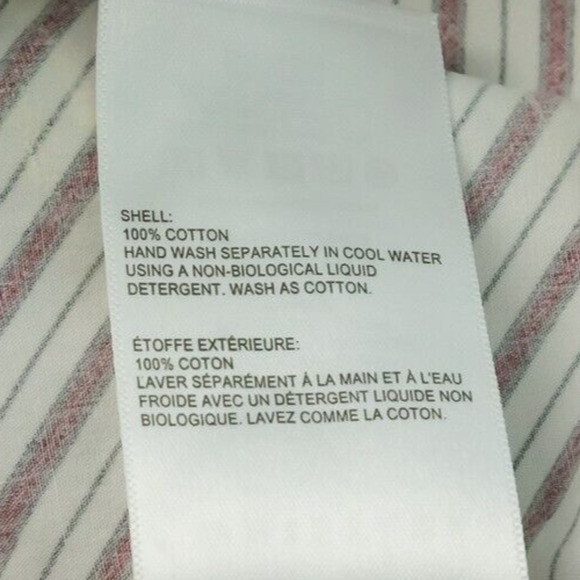 SHELL:
100% COTTON
HAND WASH SEPARATELY IN COOL WATER
USING A NON-BIOLOGICAL LIQUID
DETERGENT. WASH AS COTTON.
ÉTOFFE EXTÉRIEURE:
100% COTON
LAVER SÉPARÉMENT À LA MAIN ET À L'EAU
FROIDE AVEC UN DÉTERGENT LIQUIDE NON
BIOLOGIQUE. LAVEZ COMME LA COTON.